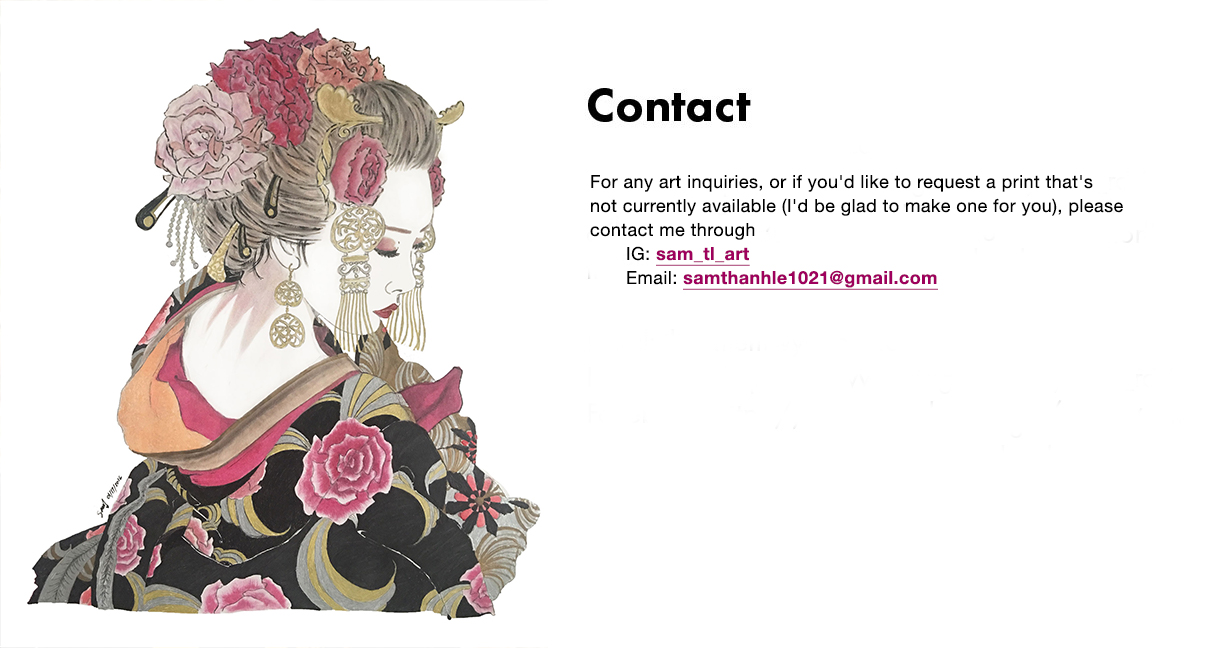 Contact
For any art inquiries, or if you'd like to request a print that's
not currently available (I'd be glad to make one for you), please
contact me through
IG: sam_tl_art
Email: samthanhle1021@gmail.com